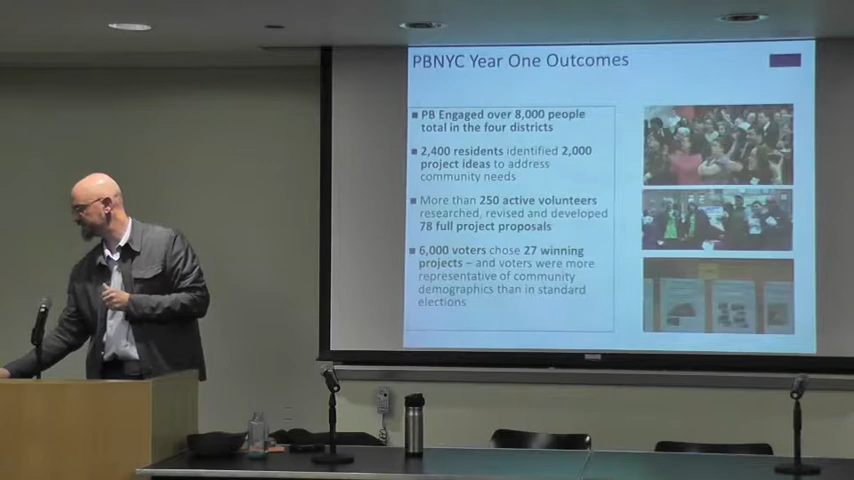 PBNYC Year One Outcomes
PB Engaged over 8,000 people
total in the four districts
2,400 residents identified 2,000
project ideas to address
community needs
More than 250 active volunteers
researched, revised and developed
78 full project proposals
6,000 voters chose 27 winning
projects – and voters were more
representative of community
demographics than in standard
elections